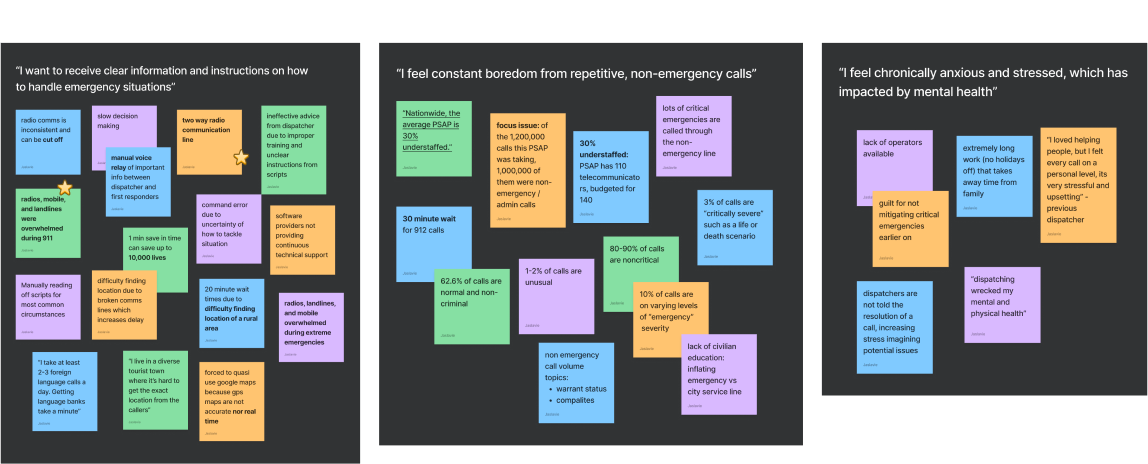 “I want to receive clear information and instructions on how
to handle emergency situations”
radio comms is
inconsistent and
can be cut off
slow decision
making
two way radio
communication
line
ineffective advice
from dispatcher
due to improper
training and
unclear
instructions from
scripts
manual voice
relay of important
info between
dispatcher and
first responders
radios, mobile,
and landlines
were
overwhelmed
during 911
command error
due to
uncertainty of
how to tackle
situation
software
providers not
providing
continuous
technical support
1 min save in time
can save up to
10,000 lives
Manually reading
off scripts for
most common
circumstances
difficulty finding
location due to
broken comms
lines which
increases delay
20 minute wait
times due to
difficulty finding
location of a rural
area
radios, landlines,
and mobile
overwhelmed
during extreme
emergencies
“I take at least
2-3 foreign
language calls a
day. Getting
language banks
take a minute”
“I live in a diverse
tourist town
where it’s hard to
get the exact
location from the
callers”
forced to quasi
use google maps
because gps
maps are not
accurate nor real
time
“I feel constant boredom from repetitive, non-emergency calls”
“Nationwide, the
average PSAP is
30%
understaffed.”
focus issue: of
the 1,200,000
calls this PSAP
was taking,
1,000,000 of
them were non-
emergency /
admin calls
30%
understaffed:
PSAP has 110
telecommunicato
rs, budgeted for
140
lots of critical
emergencies are
called through
the non-
emergency line
30 minute wait
for 912 calls
3% of calls are
“critically severe”
such as a life or
death scenario
80-90% of calls
are noncritical
62.6% of calls are
normal and non-
criminal
1-2% of calls are
unusual
10% of calls are
on varying levels
of “emergency”
severity
non emergency
call volume
topics:
• warrant status
• compalites
lack of civilian
education:
inflating
emergency vs
city service line
“I feel chronically anxious and stressed, which has
impacted by mental health”
lack of operators
available
extremely long
work (no holidays
off) that takes
away time from
family
“I loved helping
people, but I felt
every call on a
personal level, its
very stressful and
upsetting” -
previous
dispatcher
guilt for not
mitigating critical
emergencies
earlier on
dispatchers are
not told the
resolution of a
call, increasing
stress imagining
potential issues
“dispatching
wrecked my
mental and
physical health”